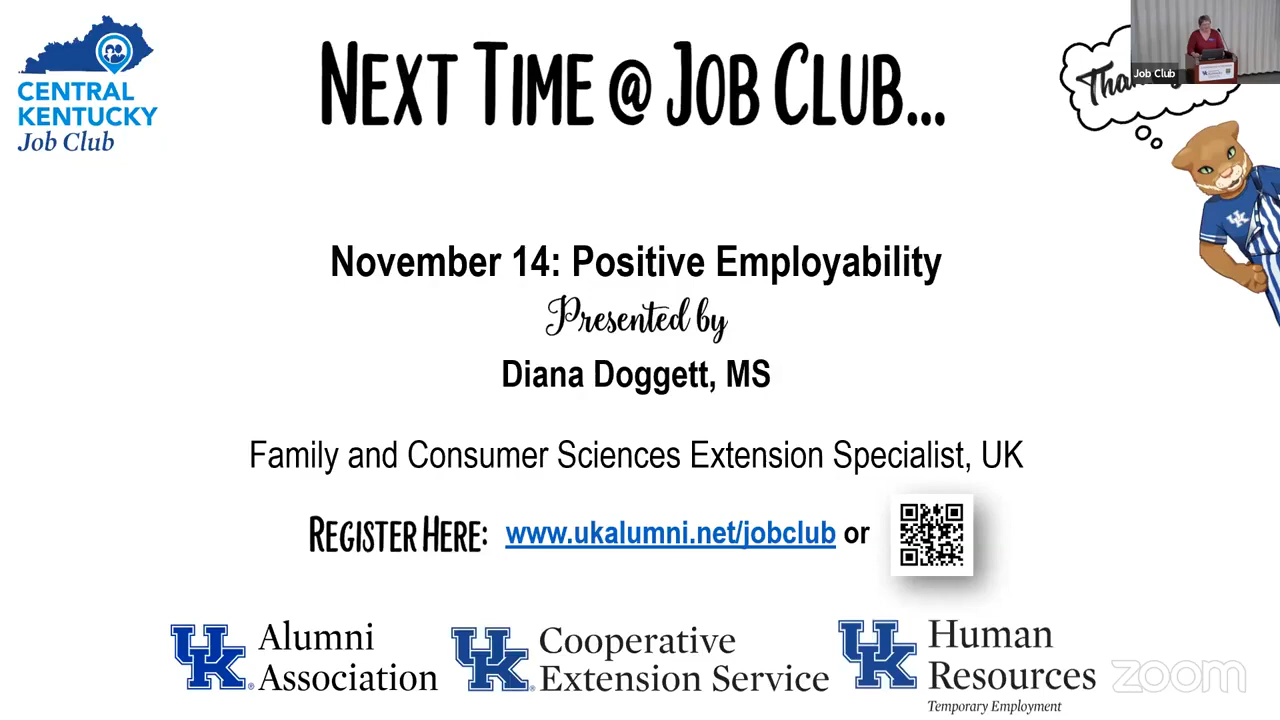 CENTRAL
KENTUCKY
Job Club
NEXT TIME @ JOB CLUB...
Job Club
November 14: Positive Employability
Presented by
Diana Doggett, MS
Family and Consumer Sciences Extension Specialist, UK
REGISTER HERE: www.ukalumni.net/jobclub or
UK Alumni
Association
UK Cooperative
Extension Service
UK Human
Resources
Temporary Employment
zoom